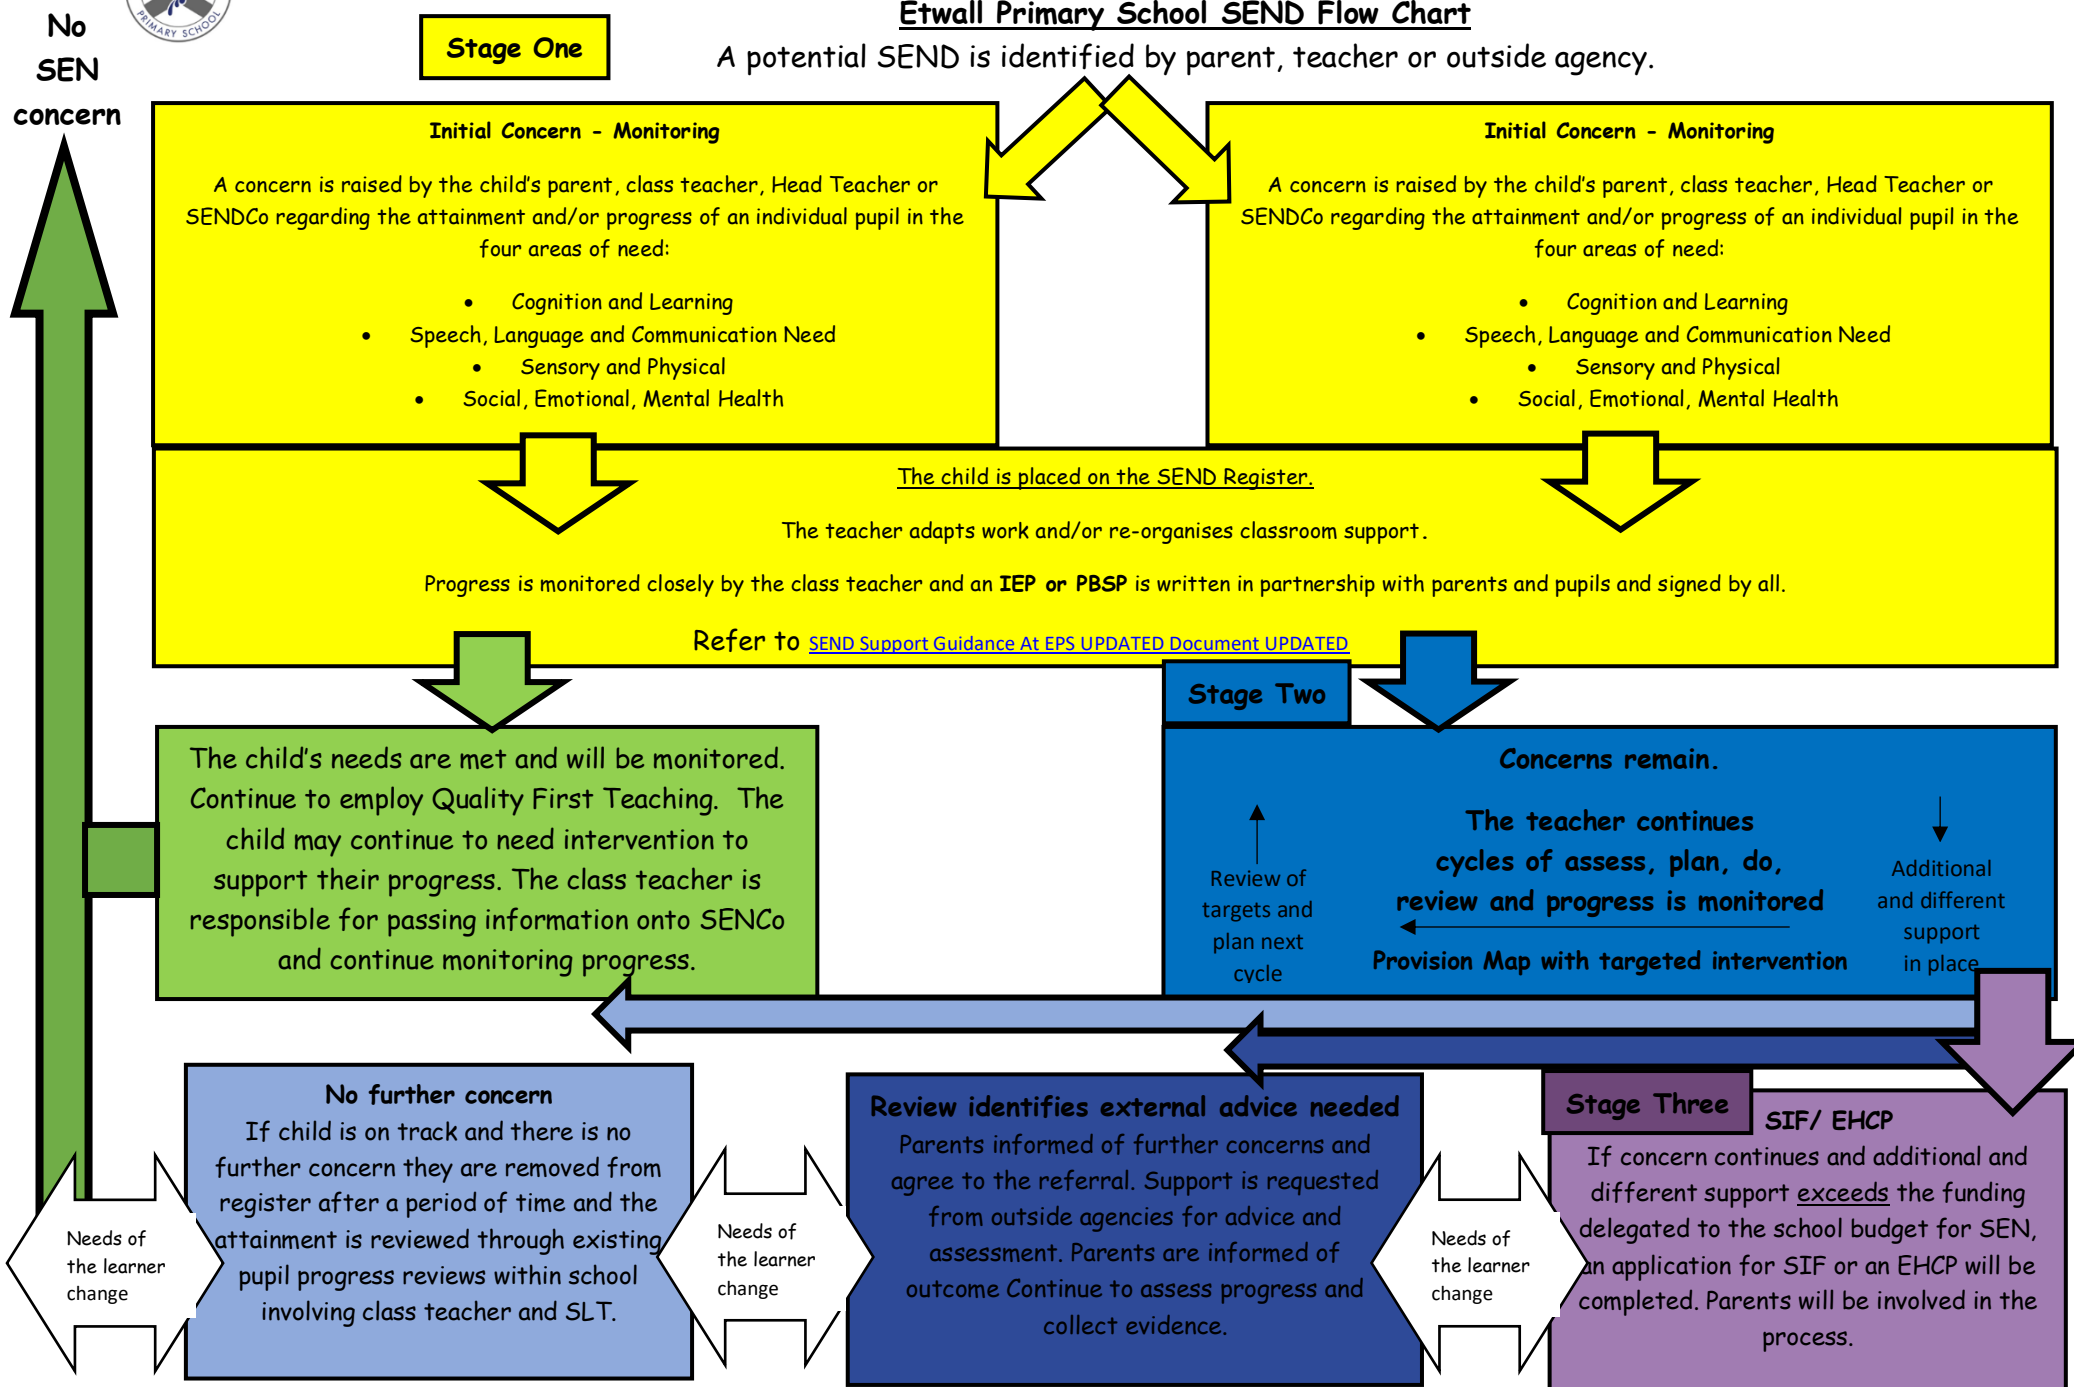 No
SEN
concern
PRIMARY SCHOOL
Stage One
Etwall Primary School SEND Flow Chart
A potential SEND is identified by parent, teacher or outside agency.
Initial Concern - Monitoring
A concern is raised by the child's parent, class teacher, Head Teacher or
SENDCo regarding the attainment and/or progress of an individual pupil in the
four areas of need:
• Cognition and Learning
• Speech, Language and Communication Need
• Sensory and Physical
• Social, Emotional, Mental Health
Initial Concern - Monitoring
A concern is raised by the child's parent, class teacher, Head Teacher or
SENDCo regarding the attainment and/or progress of an individual pupil in the
four areas of need:
• Cognition and Learning
• Speech, Language and Communication Need
• Sensory and Physical
• Social, Emotional, Mental Health
The child is placed on the SEND Register.
The teacher adapts work and/or re-organises classroom support.
Progress is monitored closely by the class teacher and an IEP or PBSP is written in partnership with parents and pupils and signed by all.
Refer to SEND Support Guidance At EPS UPDATED Document UPDATED
The child's needs are met and will be monitored.
Continue to employ Quality First Teaching. The
child may continue to need intervention to
support their progress. The class teacher is
responsible for passing information onto SENCo
and continue monitoring progress.
Stage Two
Concerns remain.
The teacher continues
cycles of assess, plan, do,
review and progress is monitored
Provision Map with targeted intervention
Review of
targets and
plan next
cycle
Additional
and different
support
in place
No further concern
If child is on track and there is no
further concern they are removed from
register after a period of time and the
attainment is reviewed through existing
pupil progress reviews within school
involving class teacher and SLT.
Review identifies external advice needed
Parents informed of further concerns and
agree to the referral. Support is requested
from outside agencies for advice and
assessment. Parents are informed of
outcome Continue to assess progress and
collect evidence.
Stage Three
SIF/ EHCP
If concern continues and additional and
different support exceeds the funding
delegated to the school budget for SEN,
an application for SIF or an EHCP will be
completed. Parents will be involved in the
process.
Needs of
the learner
change
Needs of
the learner
change
Needs of
the learner
change